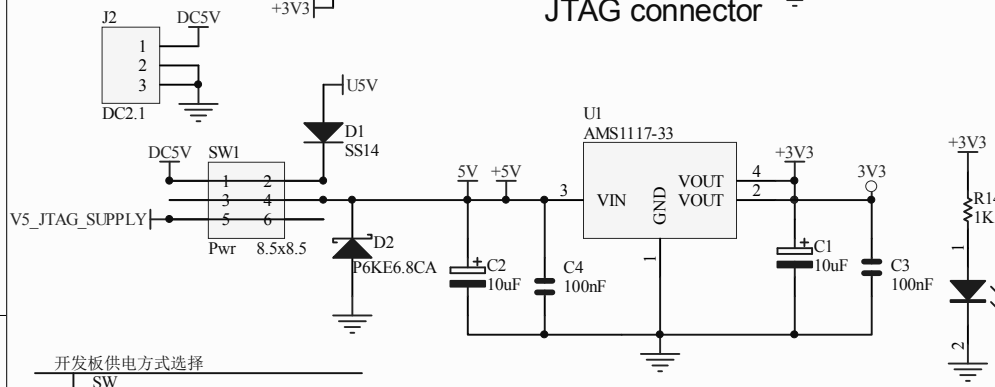 +3V3
JTAG connector
J2
DC5V
1
2
3
DC2.1
U5V
D1
SS14
DC5V
SW1
1 2
3 4
5 6
V5_JTAG_SUPPLY
Pwr 8.5x8.5
D2
P6KE6.8CA
5V +5V
C2
10uF
C4
100nF
U1
AMS1117-33
3 VIN
GND
1
VOUT 4
VOUT 2
+3V3
3V3
C1
10uF
C3
100nF
+3V3
R14
1K
1
2
开发板供电方式选择
SW